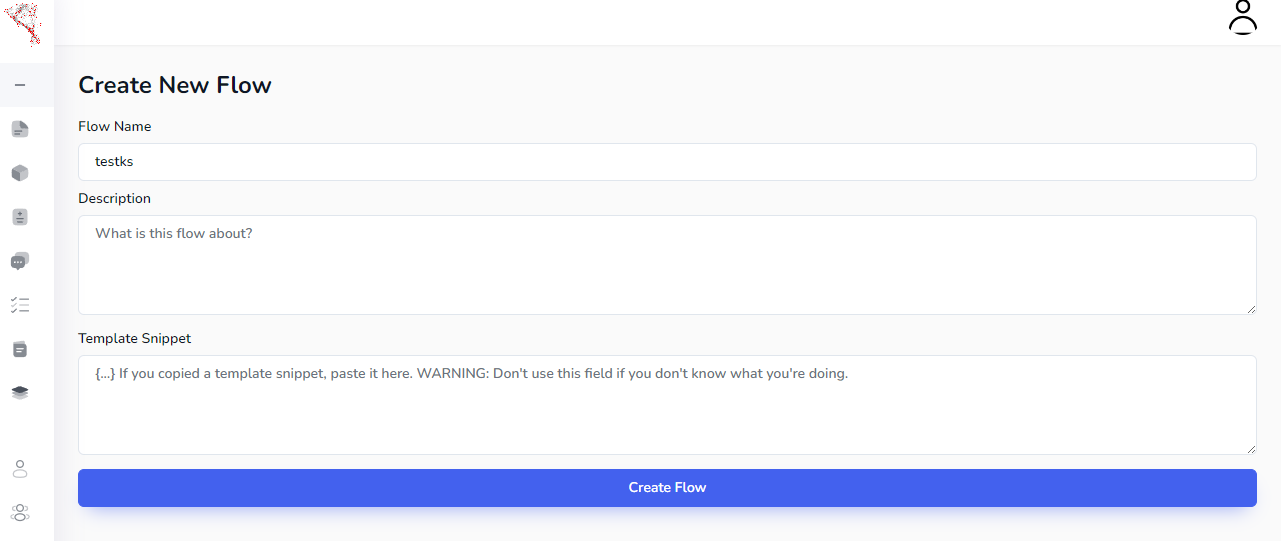 Create New Flow
Flow Name
testks
Description
What is this flow about?
Template Snippet
{...} If you copied a template snippet, paste it here. WARNING: Don't use this field if you don't know what you're doing.
Create Flow